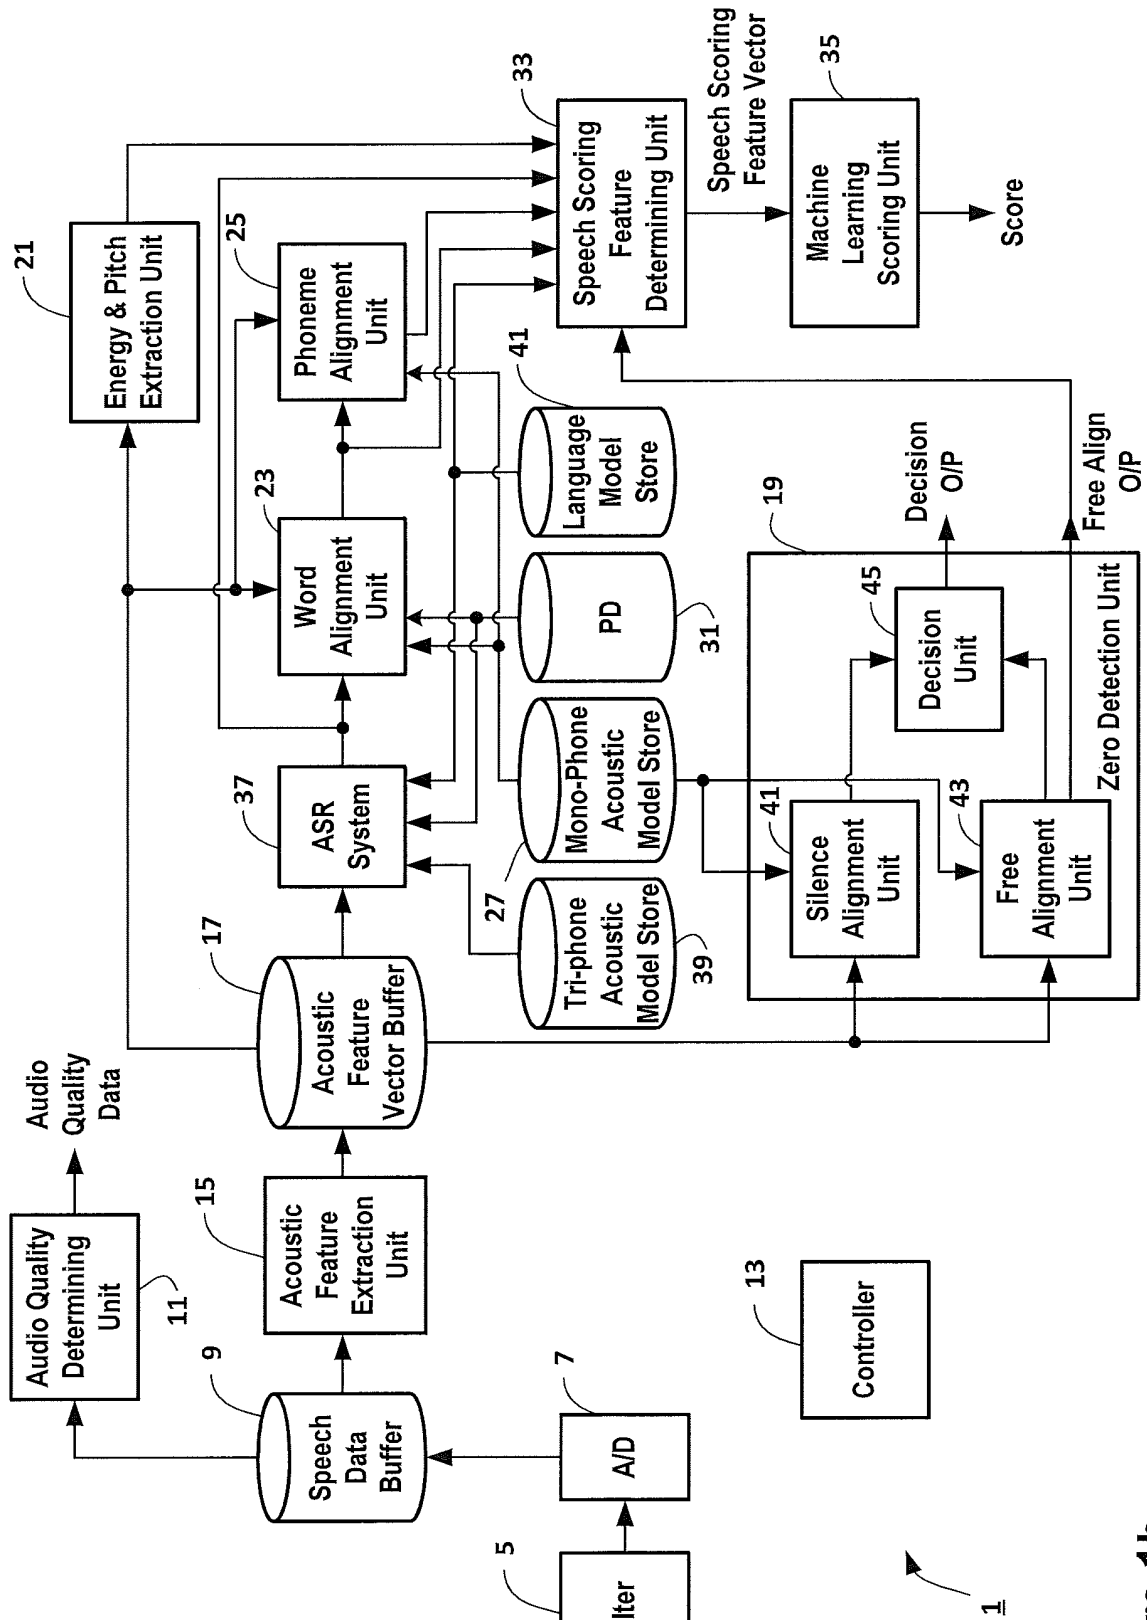 Audio Quality
Determining
Unit
11
Audio
Quality
Data
9
Speech
Data
Buffer
5
7
A/D
15
Acoustic
Feature
Extraction
Unit
17
Acoustic
Feature
Vector Buffer
13
Controller
1
21
Energy & Pitch
Extraction Unit
37
ASR
System
23
Word
Alignment
Unit
25
Phoneme
Alignment
Unit
33
Speech Scoring
Feature
Determining Unit
Speech Scoring
Feature Vector
35
Machine
Learning
Scoring Unit
Score
Tri-phone
Acoustic
Model Store
39
27
Mono-Phone
Acoustic
Model Store
PD
31
Language
Model
Store
41
19
41
Silence
Alignment
Unit
43
Free
Alignment
Unit
45
Decision
Unit
Zero Detection Unit
Decision
O/P
Free Align
O/P